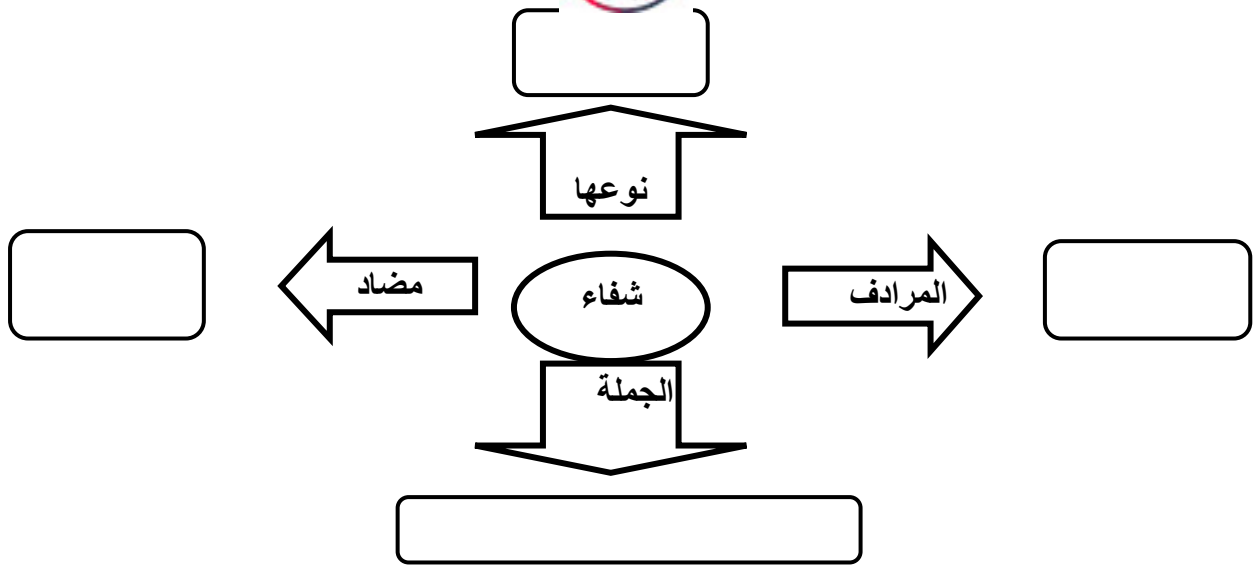 نوعها
المرادف
شفاء
مضاد
الجملة